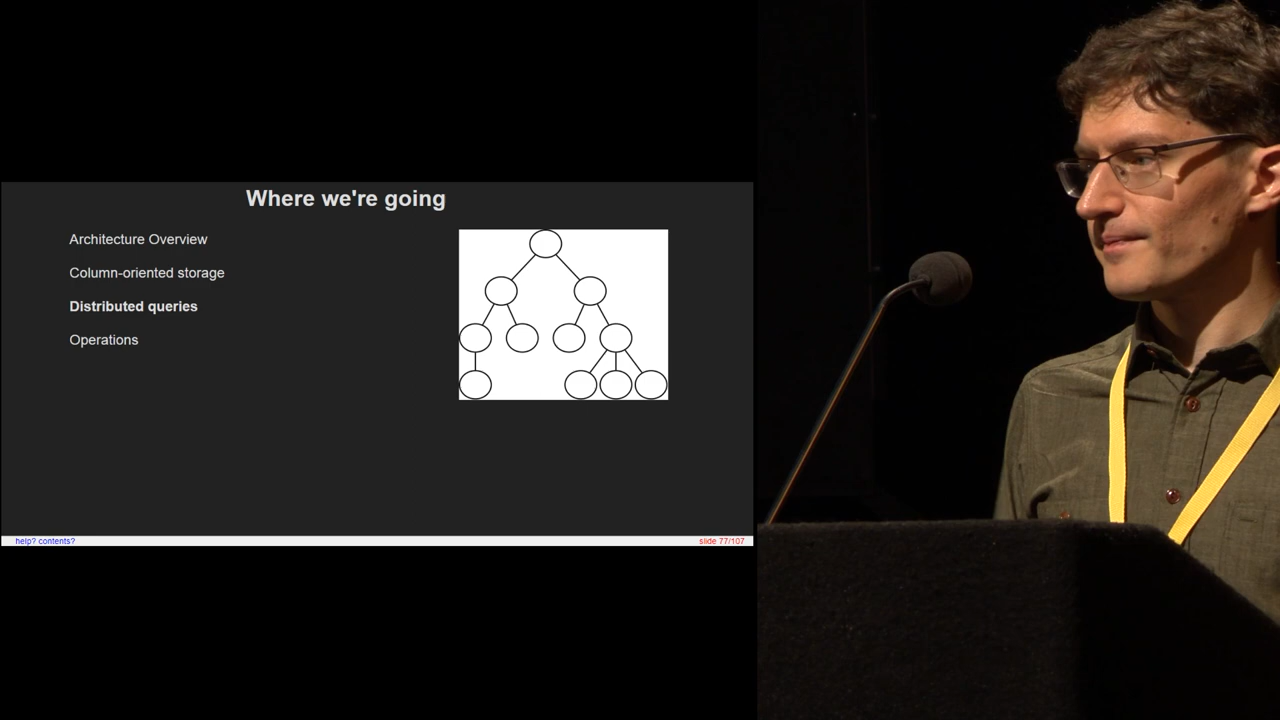 Where we're going
Architecture Overview
Column-oriented storage
Distributed queries
Operations
help? contents?
slide 77/107